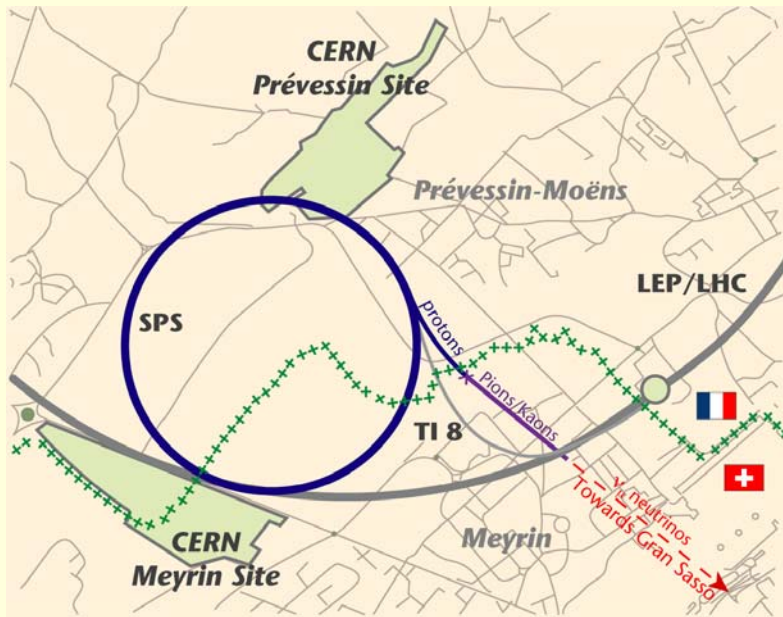 CERN
Prévessin Site
Prévessin-Moëns
LEP/LHC
SPS
protons
Pions/Kaons
TI 8
νμ neutrinos
Towards Gran Sasso
Meyrin
CERN
Meyrin Site